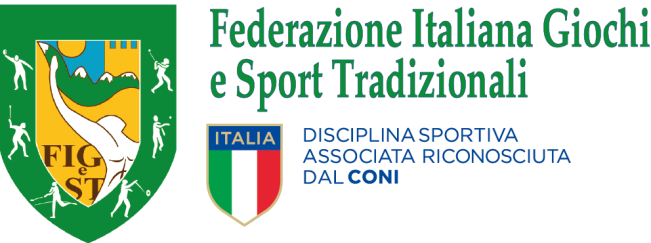 Federazione Italiana Giochi
e Sport Tradizionali
FIG
e
ST
ITALIA
DISCIPLINA SPORTIVA
ASSOCIATA RICONOSCIUTA
DAL CONI